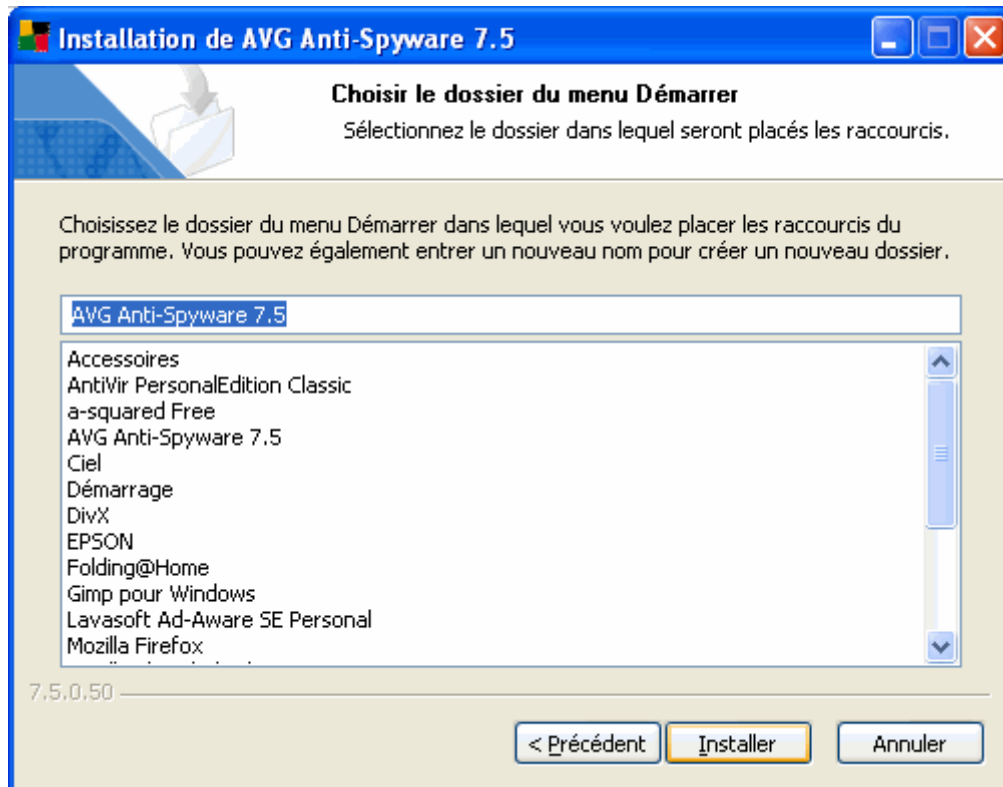 Installation de AVG Anti-Spyware 7.5
Choisir le dossier du menu Démarrer
Sélectionnez le dossier dans lequel seront placés les raccourcis.
Choisissez le dossier du menu Démarrer dans lequel vous voulez placer les raccourcis du
programme. Vous pouvez également entrer un nouveau nom pour créer un nouveau dossier.
AVG Anti-Spyware 7.5
Accessoires
AntiVir PersonalEdition Classic
a-squared Free
AVG Anti-Spyware 7.5
Ciel
Démarrage
DivX
EPSON
Folding@Home
Gimp pour Windows
Lavasoft Ad-Aware SE Personal
Mozilla Firefox
7.5.0.50
< Précédent Installer Annuler